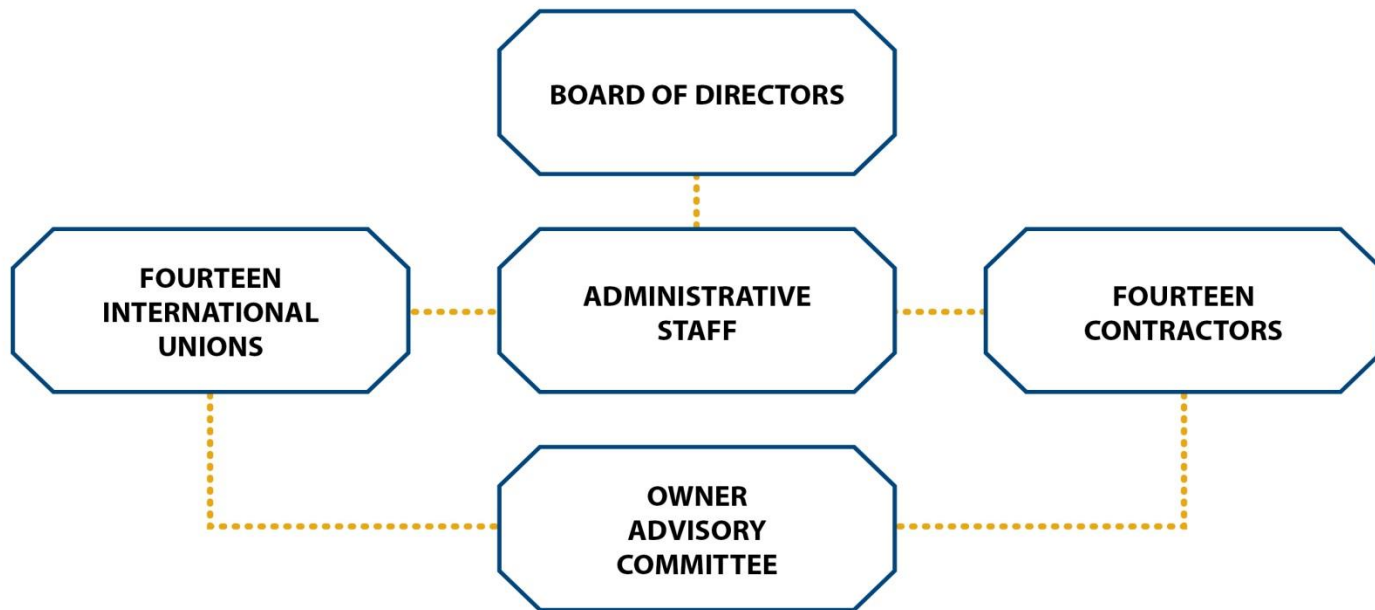 BOARD OF DIRECTORS
FOURTEEN
INTERNATIONAL
UNIONS
ADMINISTRATIVE
STAFF
FOURTEEN
CONTRACTORS
OWNER
ADVISORY
COMMITTEE